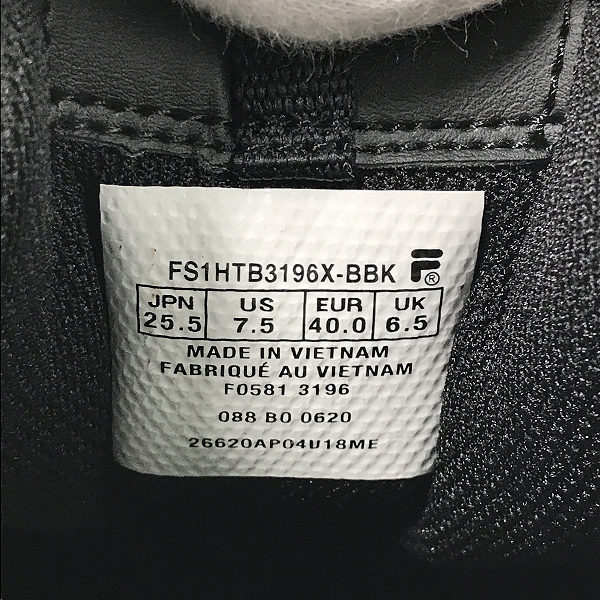 FS1HTB3196X-BBK F®
JPN US EUR UK
25.5 7.5 40.0 6.5
MADE IN VIETNAM
FABRIQUÉ AU VIETNAM
F0581 3196
088 B0 0620
26620AP04U18ME